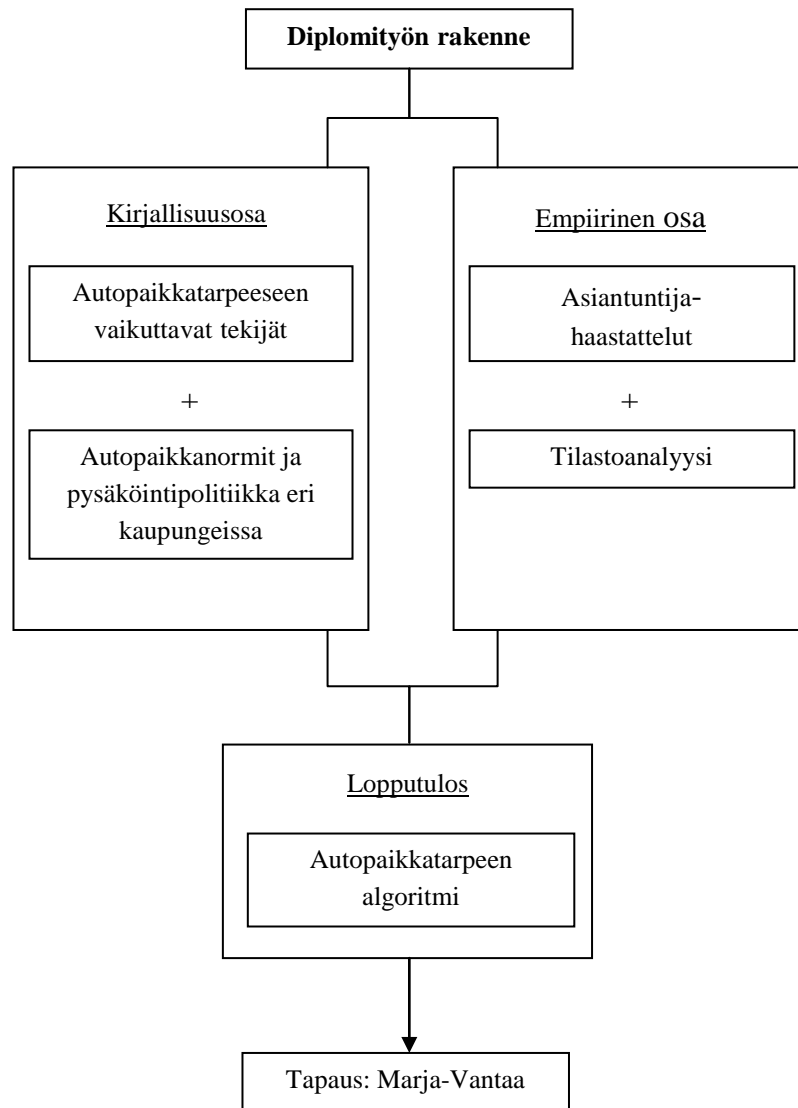 Diplomityön rakenne
Kirjallisuusosa
Autopaikkatarpeeseen
vaikuttavat tekijät
+
Autopaikkanormit ja
pysäköintipolitiikka eri
kaupungeissa
Empiirinen osa
Asiantuntija-
haastattelut
+
Tilastoanalyysi
Lopputulos
Autopaikkatarpeen
algoritmi
Tapaus: Marja-Vantaa